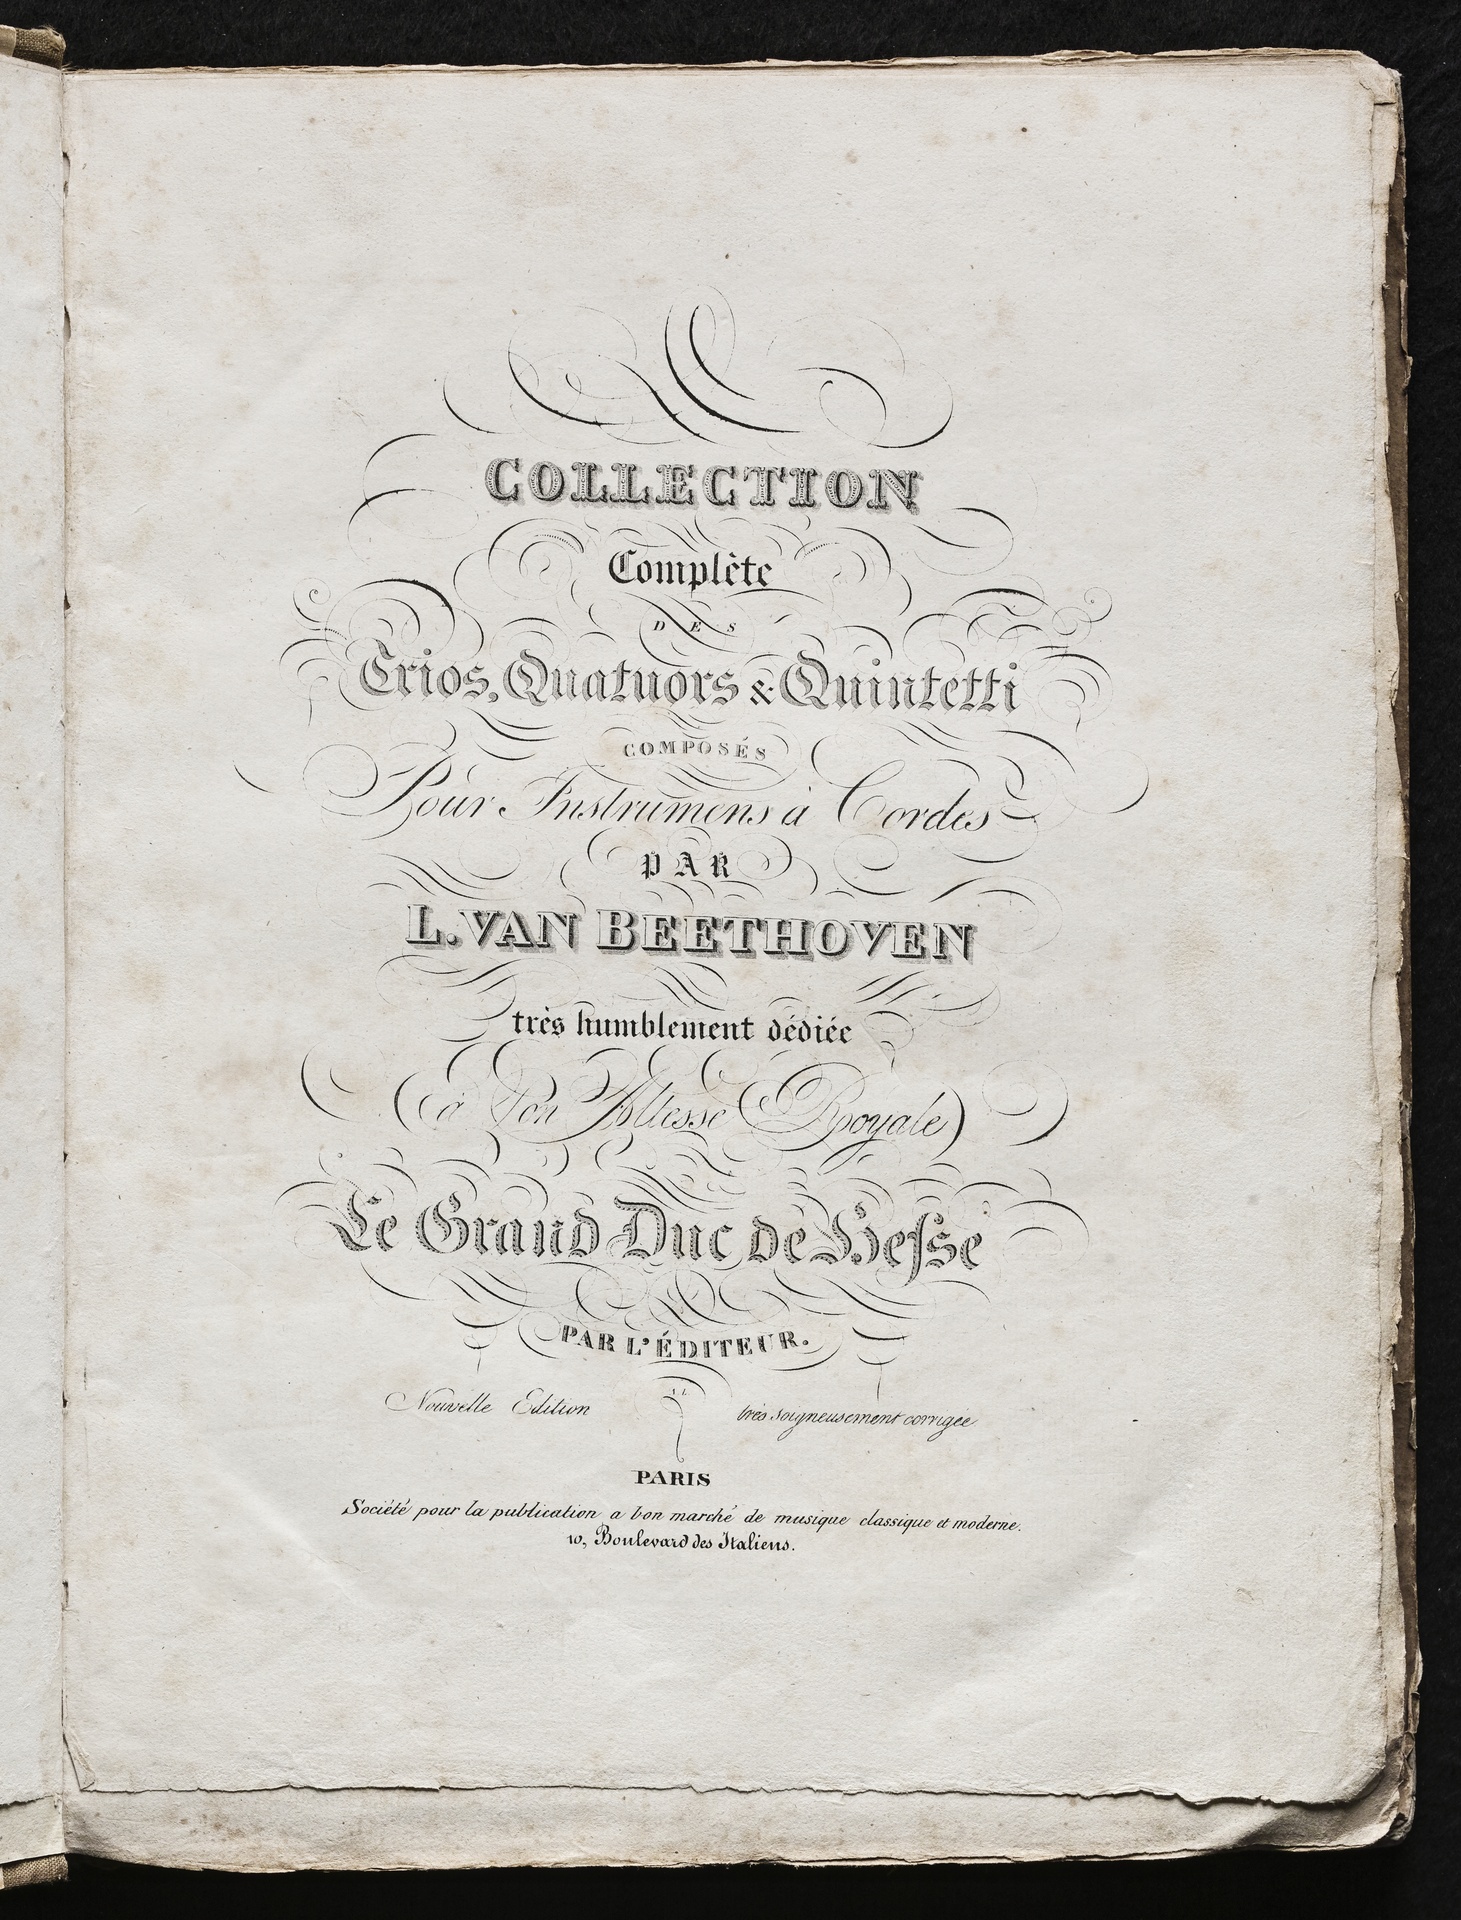 COLLECTION
Complète
DES
Trios, Quatuors & Quintetti
COMPOSÉS
Pour Instrumens à Cordes
PAR
L. VAN BEETHOVEN
très humblement dédiée
à Son Altesse Royale
Le Grand Duc de Hesse
PAR L'ÉDITEUR.
Nouvelle Edition très soigneusement corrigée
PARIS
Société pour la publication a bon marché de musique classique et moderne.
10, Boulevard des Italiens.